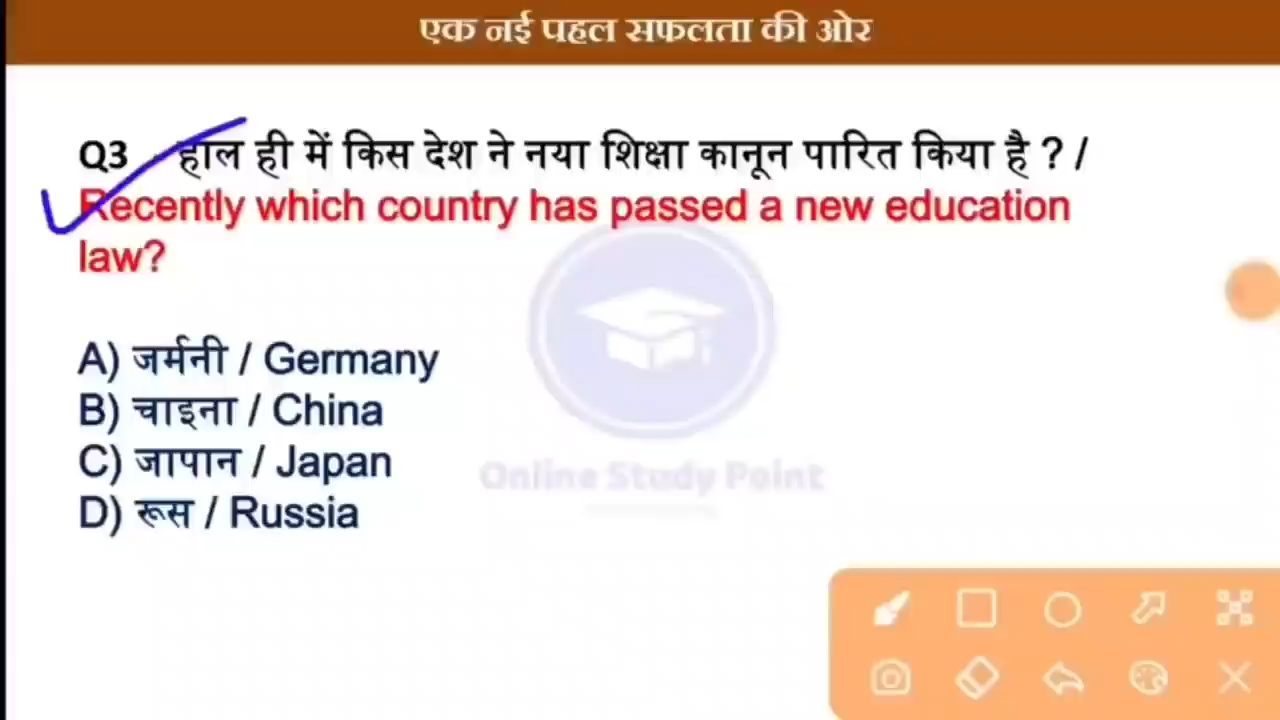 एक नई पहल सफलता की ओर
Q3 हाल ही में किस देश ने नया शिक्षा कानून पारित किया है ? /
Recently which country has passed a new education
law?
A) जर्मनी / Germany
B) चाइना / China
C) जापान / Japan
D) रूस / Russia
Online Study Point